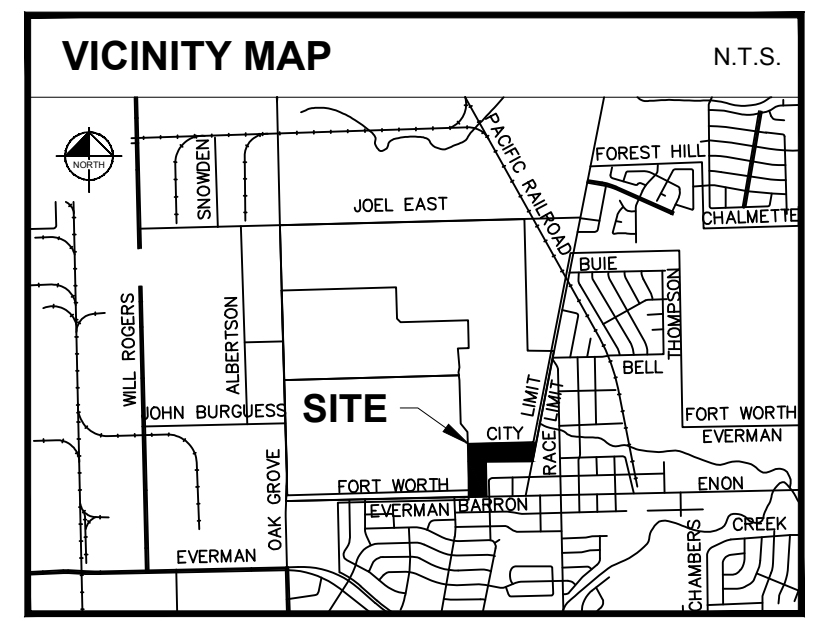 VICINITY MAP
N.T.S.
NORTH
SNOWDEN
PACIFIC RAILROAD
FOREST HILL
JOEL EAST
CHALMETTE
BUIE
THOMPSON
WILL ROGERS
ALBERTSON
BELL
LIMIT
RACE LIMIT
JOHN BURGUESS
SITE
CITY
FORT WORTH
EVERMAN
OAK GROVE
FORT WORTH
ENON
EVERMAN
BARRON
CHAMBERS
CREEK
EVERMAN